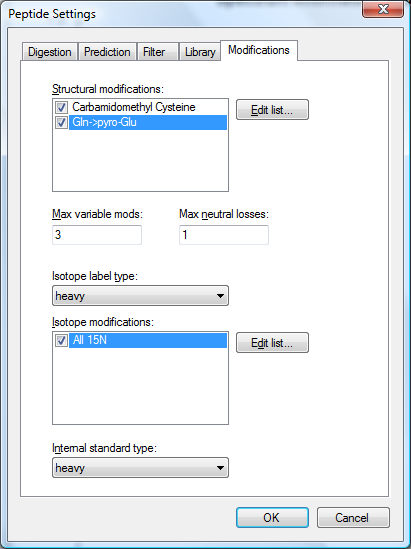 Peptide Settings
Digestion Prediction Filter Library Modifications
Structural modifications:
Carbamidomethyl Cysteine
Gln->pyro-Glu
Edit list...
Max variable mods: Max neutral losses:
3 1
Isotope label type:
heavy
Isotope modifications:
All 15N
Edit list...
Internal standard type:
heavy
OK Cancel